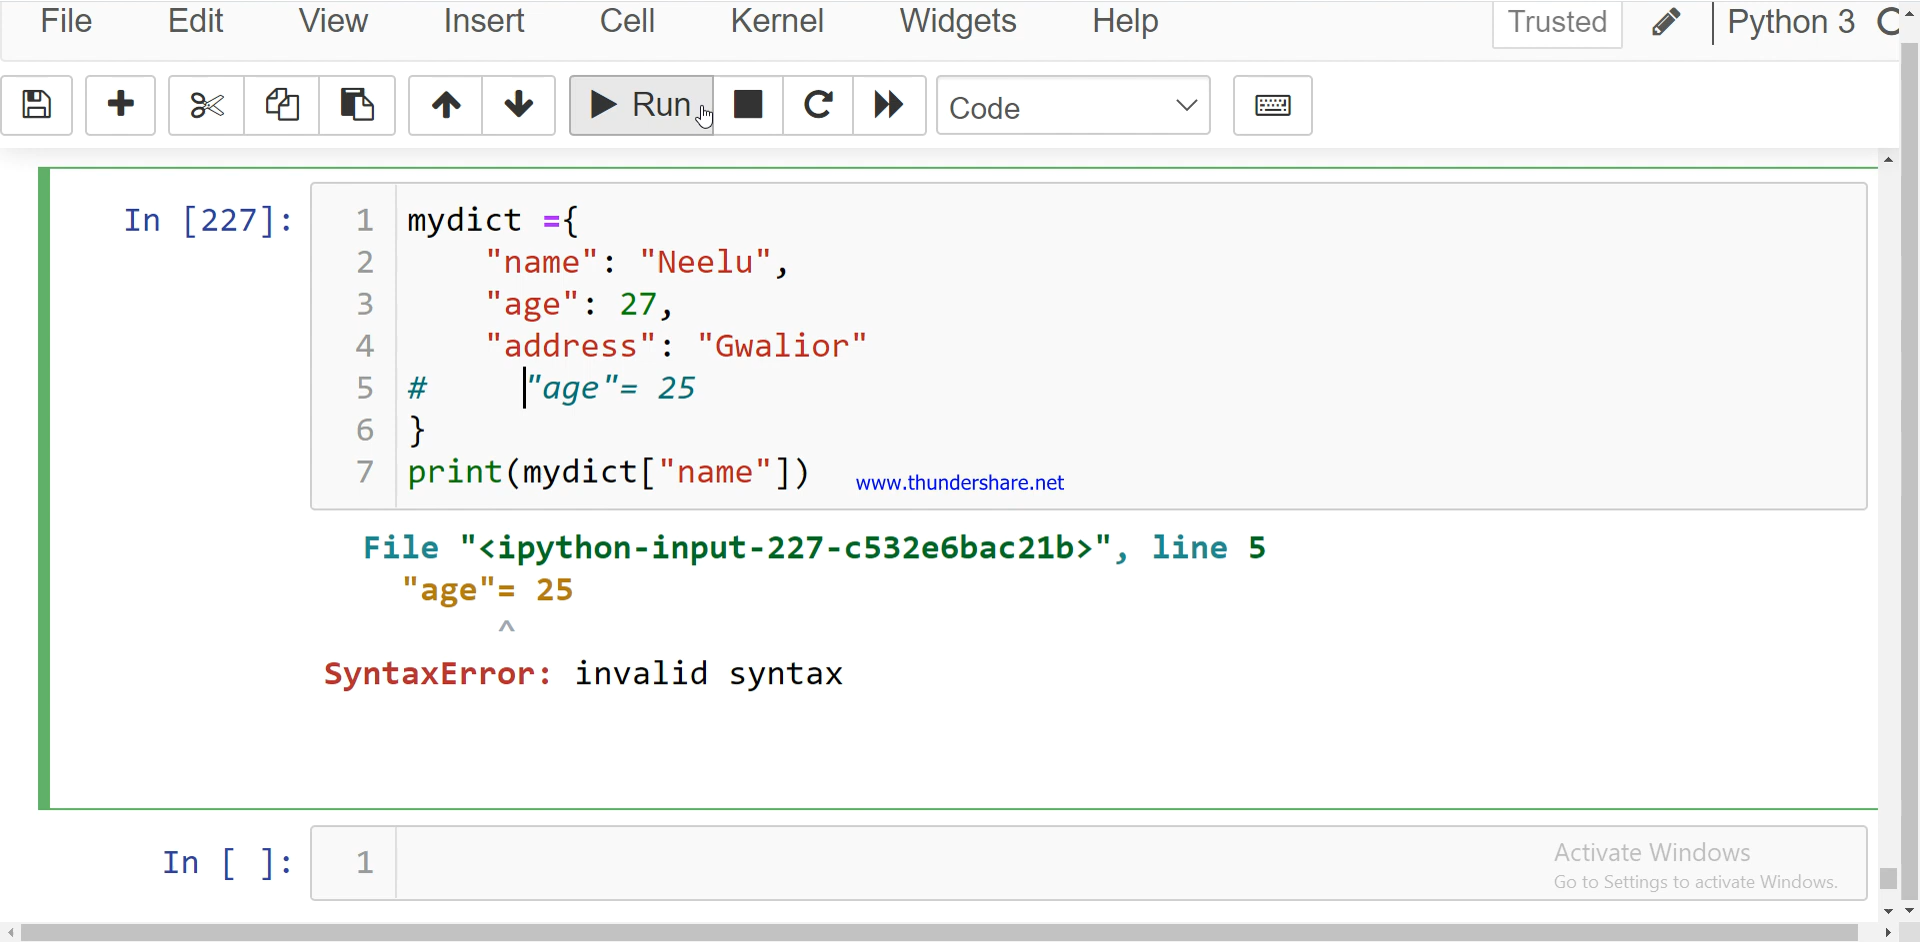 File Edit View Insert Cell Kernel Widgets Help Trusted Python 3
Run Code
In [227]: 1 mydict ={
2 "name": "Neelu",
3 "age": 27,
4 "address": "Gwalior"
5 # "age"= 25
6 }
7 print(mydict["name"]) www.thundershare.net
File "<ipython-input-227-c532e6bac21b>", line 5
"age"= 25
^
SyntaxError: invalid syntax
In [ ]: 1
Activate Windows
Go to Settings to activate Windows.